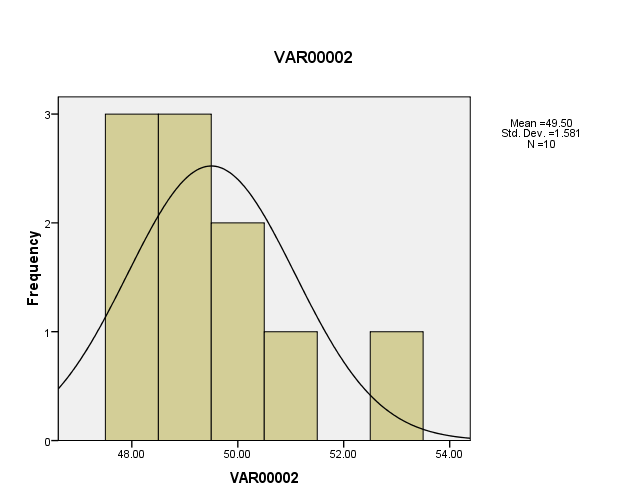 VAR00002
Mean =49.50
Std. Dev. =1.581
N =10
3
2
1
0
Frequency
48.00 50.00 52.00 54.00
VAR00002